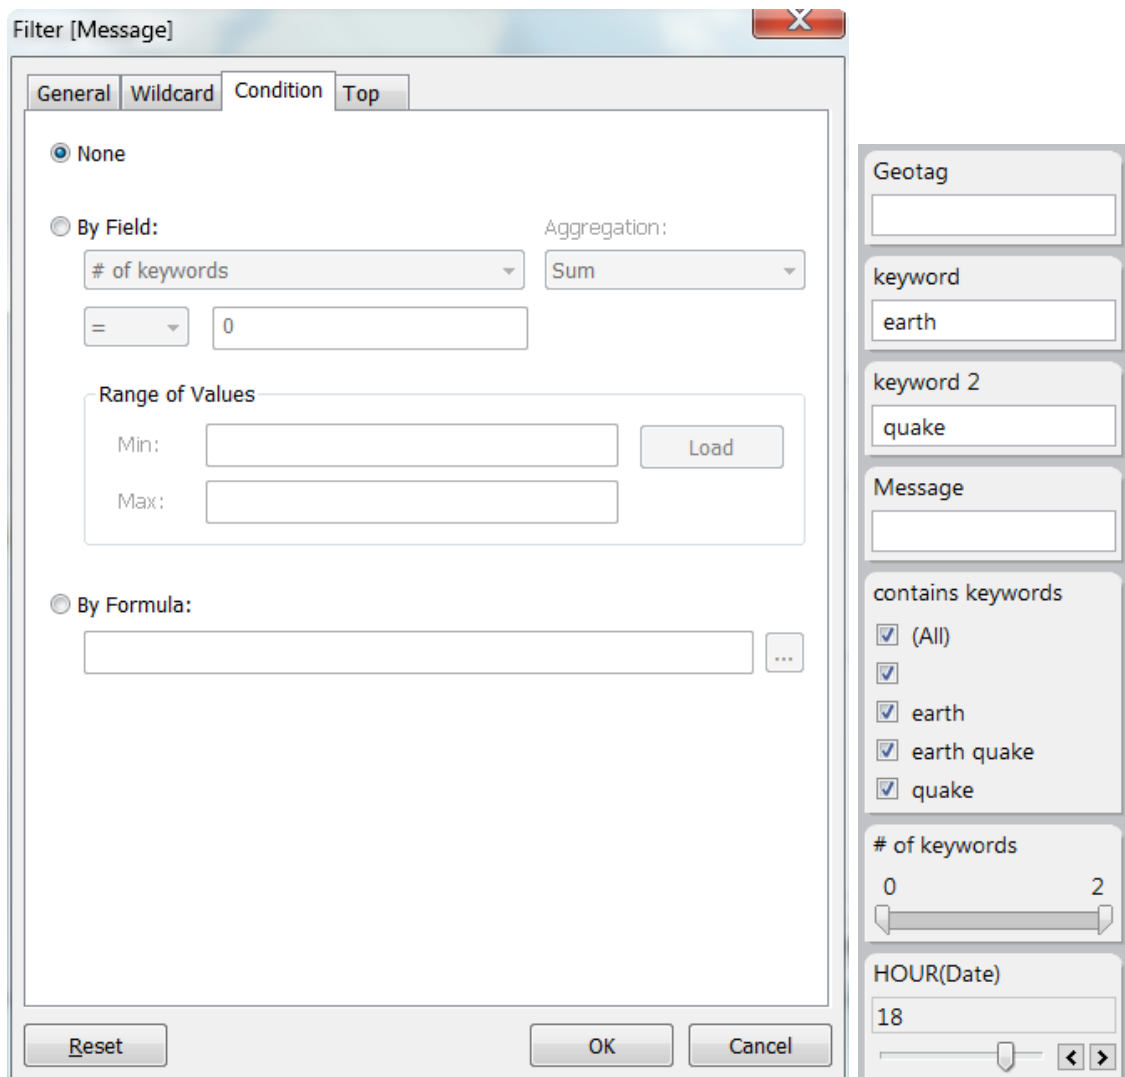 Filter [Message]
X
General Wildcard Condition Top
None
By Field:
Aggregation:
# of keywords
Sum
=
0
Range of Values
Min:
Load
Max:
By Formula:
...
Reset
OK
Cancel
Geotag
keyword
earth
keyword 2
quake
Message
contains keywords
(All)
earth
earth quake
quake
# of keywords
0 2
HOUR(Date)
18
< >